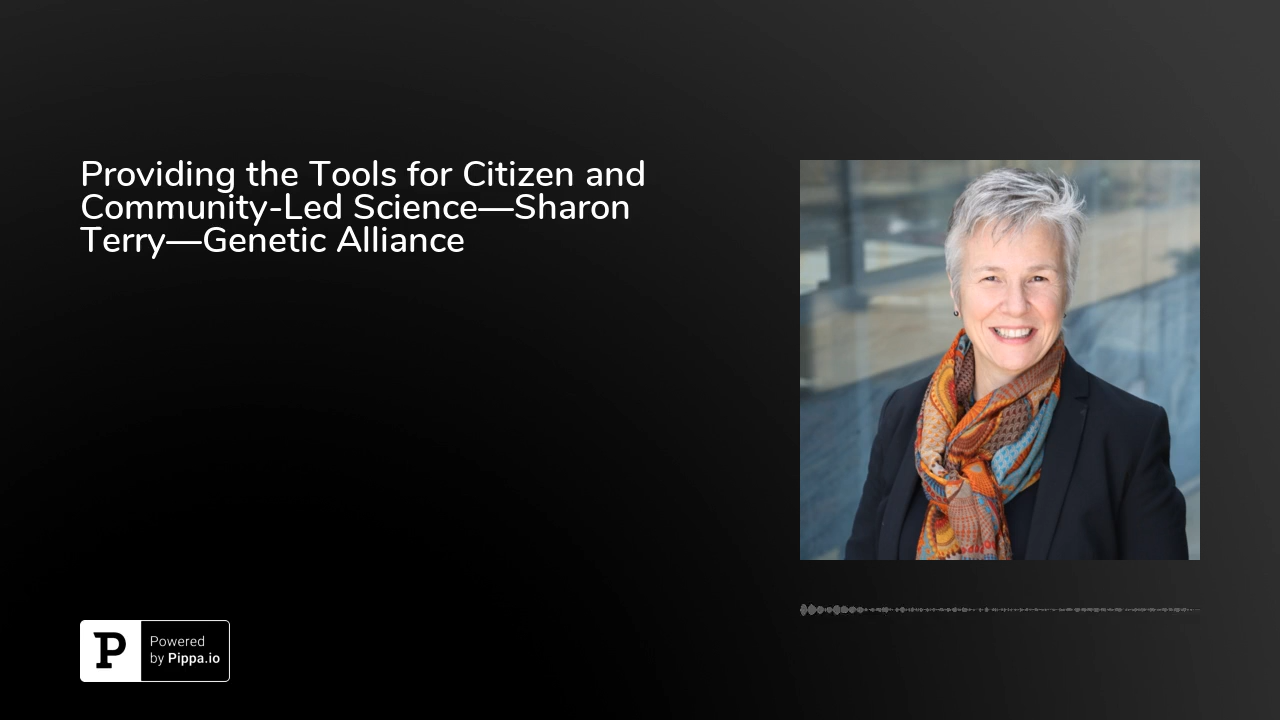 Providing the Tools for Citizen and
Community-Led Science—Sharon
Terry—Genetic Alliance
P
Powered
by Pippa.io